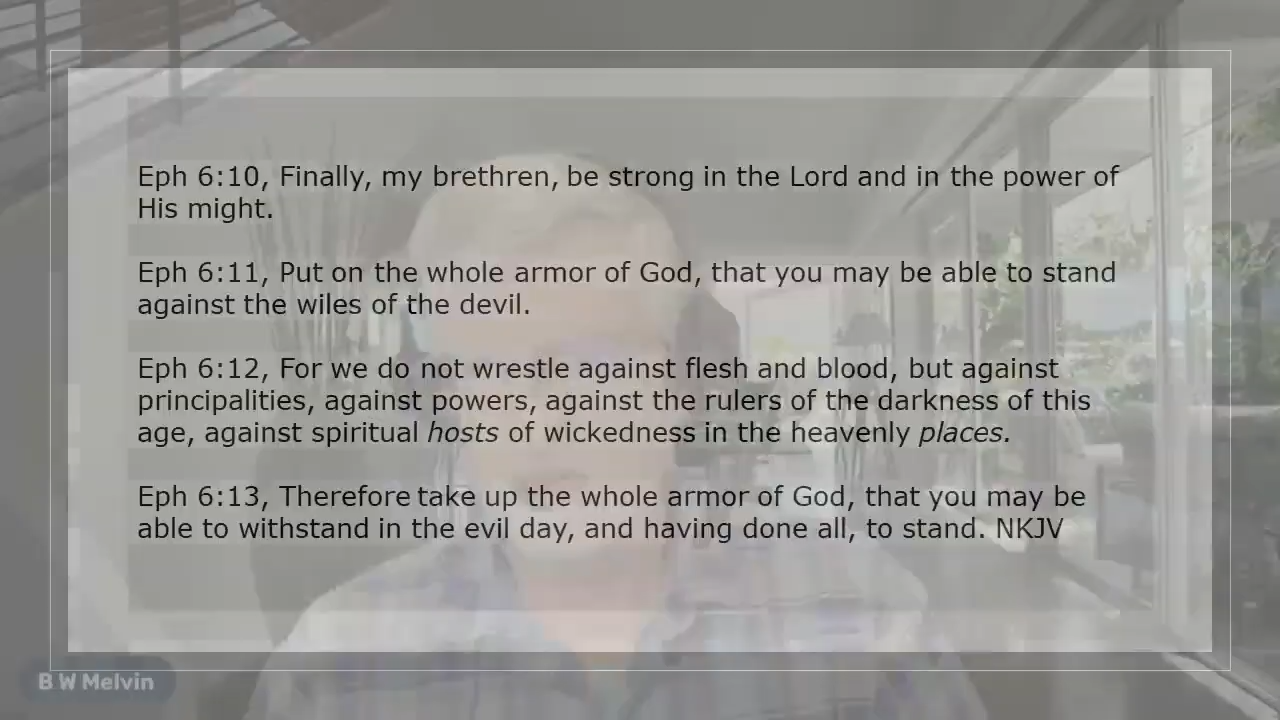 Eph 6:10, Finally, my brethren, be strong in the Lord and in the power of
His might.
Eph 6:11, Put on the whole armor of God, that you may be able to stand
against the wiles of the devil.
Eph 6:12, For we do not wrestle against flesh and blood, but against
principalities, against powers, against the rulers of the darkness of this
age, against spiritual hosts of wickedness in the heavenly places.
Eph 6:13, Therefore take up the whole armor of God, that you may be
able to withstand in the evil day, and having done all, to stand. NKJV
B W Melvin